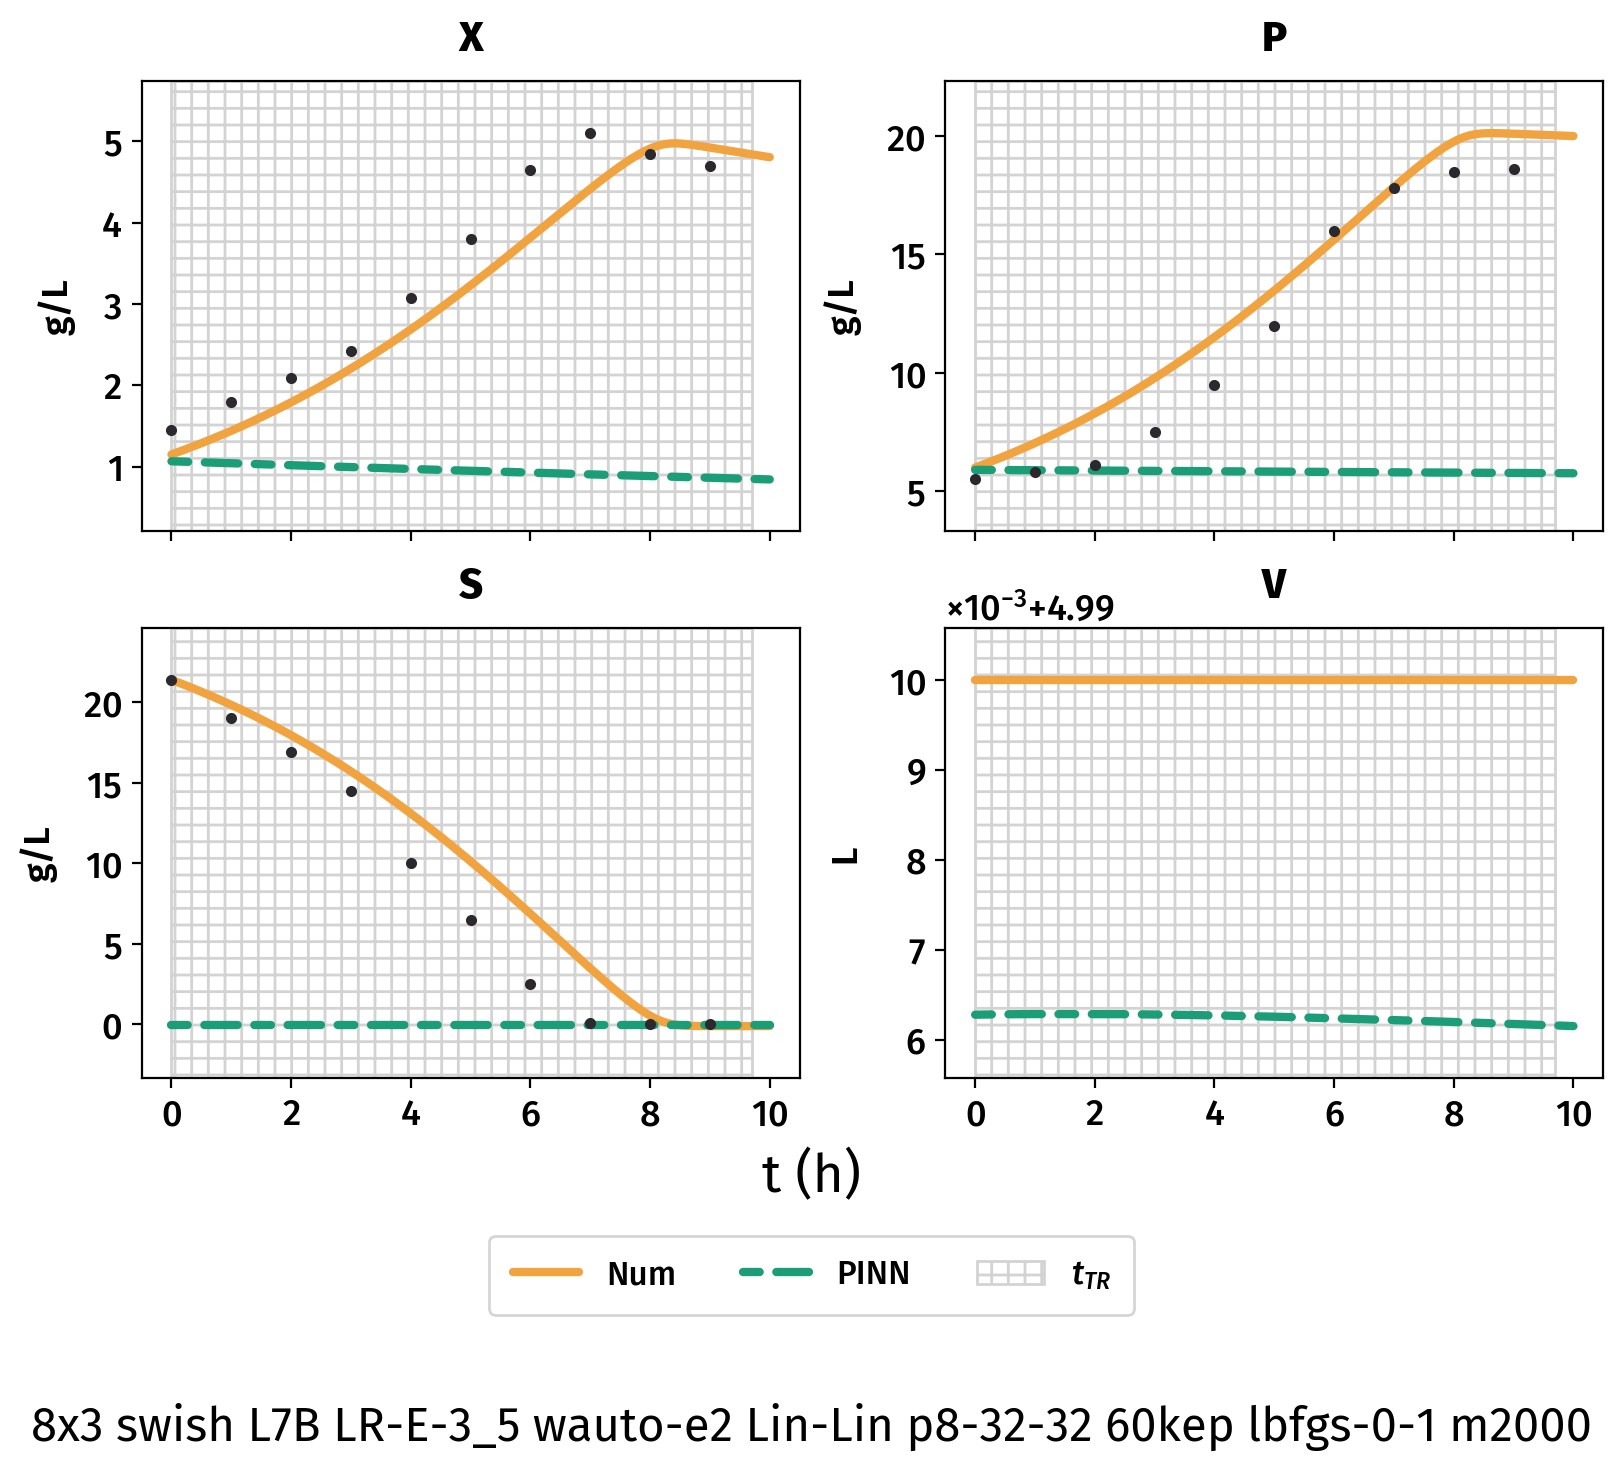 X
P
g/L
5
4
3
2
1
g/L
20
15
10
5
S
V
×10⁻³+4.99
g/L
20
15
10
5
0
0 2 4 6 8 10
L
10
9
8
7
6
0 2 4 6 8 10
t (h)
Num PINN t_TR
8x3 swish L7B LR-E-3_5 wauto-e2 Lin-Lin p8-32-32 60kep lbfgs-0-1 m2000